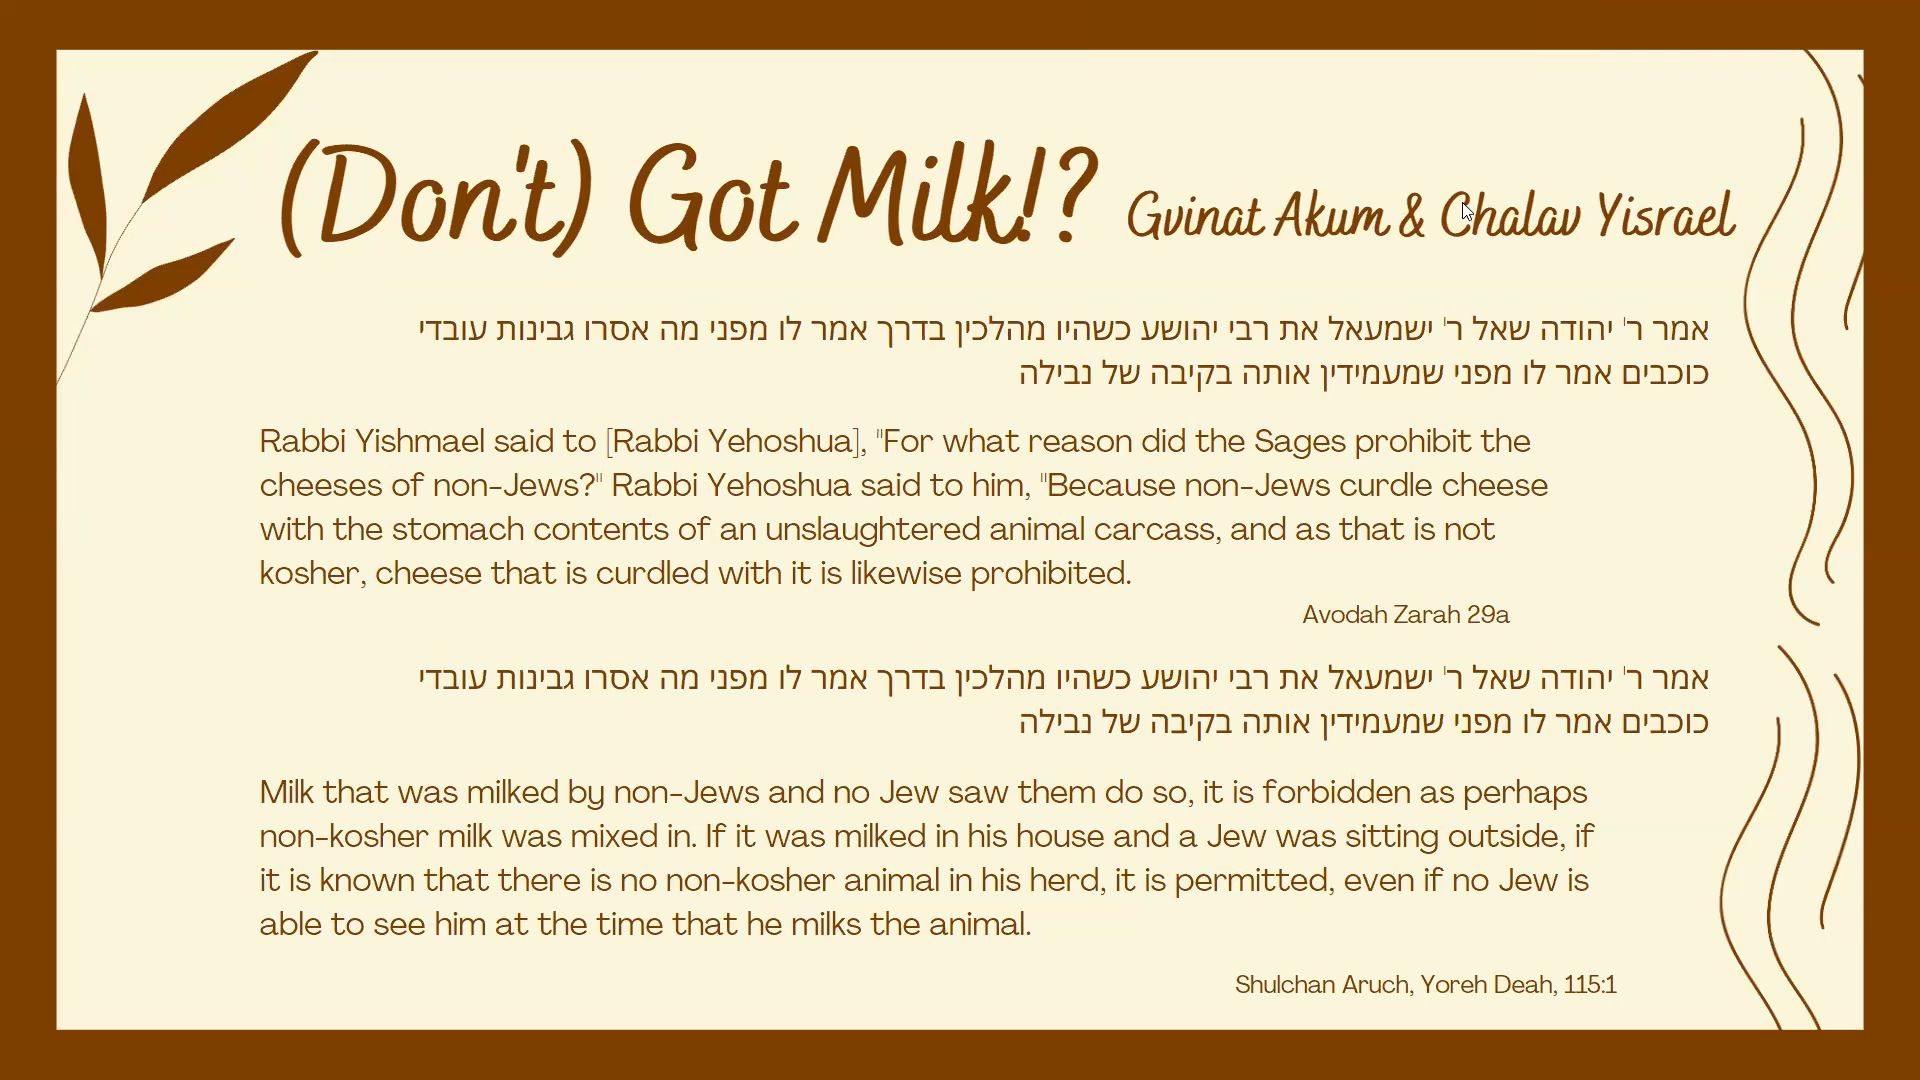 (Don't) Got Milk!? Gvinat Akum & Chalav Yisrael
אמר ר' יהודה שאל ר' ישמעאל את רבי יהושע כשהיו מהלכין בדרך אמר לו מפני מה אסרו גבינות עובדי
כוכבים אמר לו מפני שמעמידין אותה בקיבה של נבילה
Rabbi Yishmael said to [Rabbi Yehoshua], "For what reason did the Sages prohibit the
cheeses of non-Jews?" Rabbi Yehoshua said to him, "Because non-Jews curdle cheese
with the stomach contents of an unslaughtered animal carcass, and as that is not
kosher, cheese that is curdled with it is likewise prohibited.
Avodah Zarah 29a
אמר ר' יהודה שאל ר' ישמעאל את רבי יהושע כשהיו מהלכין בדרך אמר לו מפני מה אסרו גבינות עובדי
כוכבים אמר לו מפני שמעמידין אותה בקיבה של נבילה
Milk that was milked by non-Jews and no Jew saw them do so, it is forbidden as perhaps
non-kosher milk was mixed in. If it was milked in his house and a Jew was sitting outside, if
it is known that there is no non-kosher animal in his herd, it is permitted, even if no Jew is
able to see him at the time that he milks the animal.
Shulchan Aruch, Yoreh Deah, 115:1